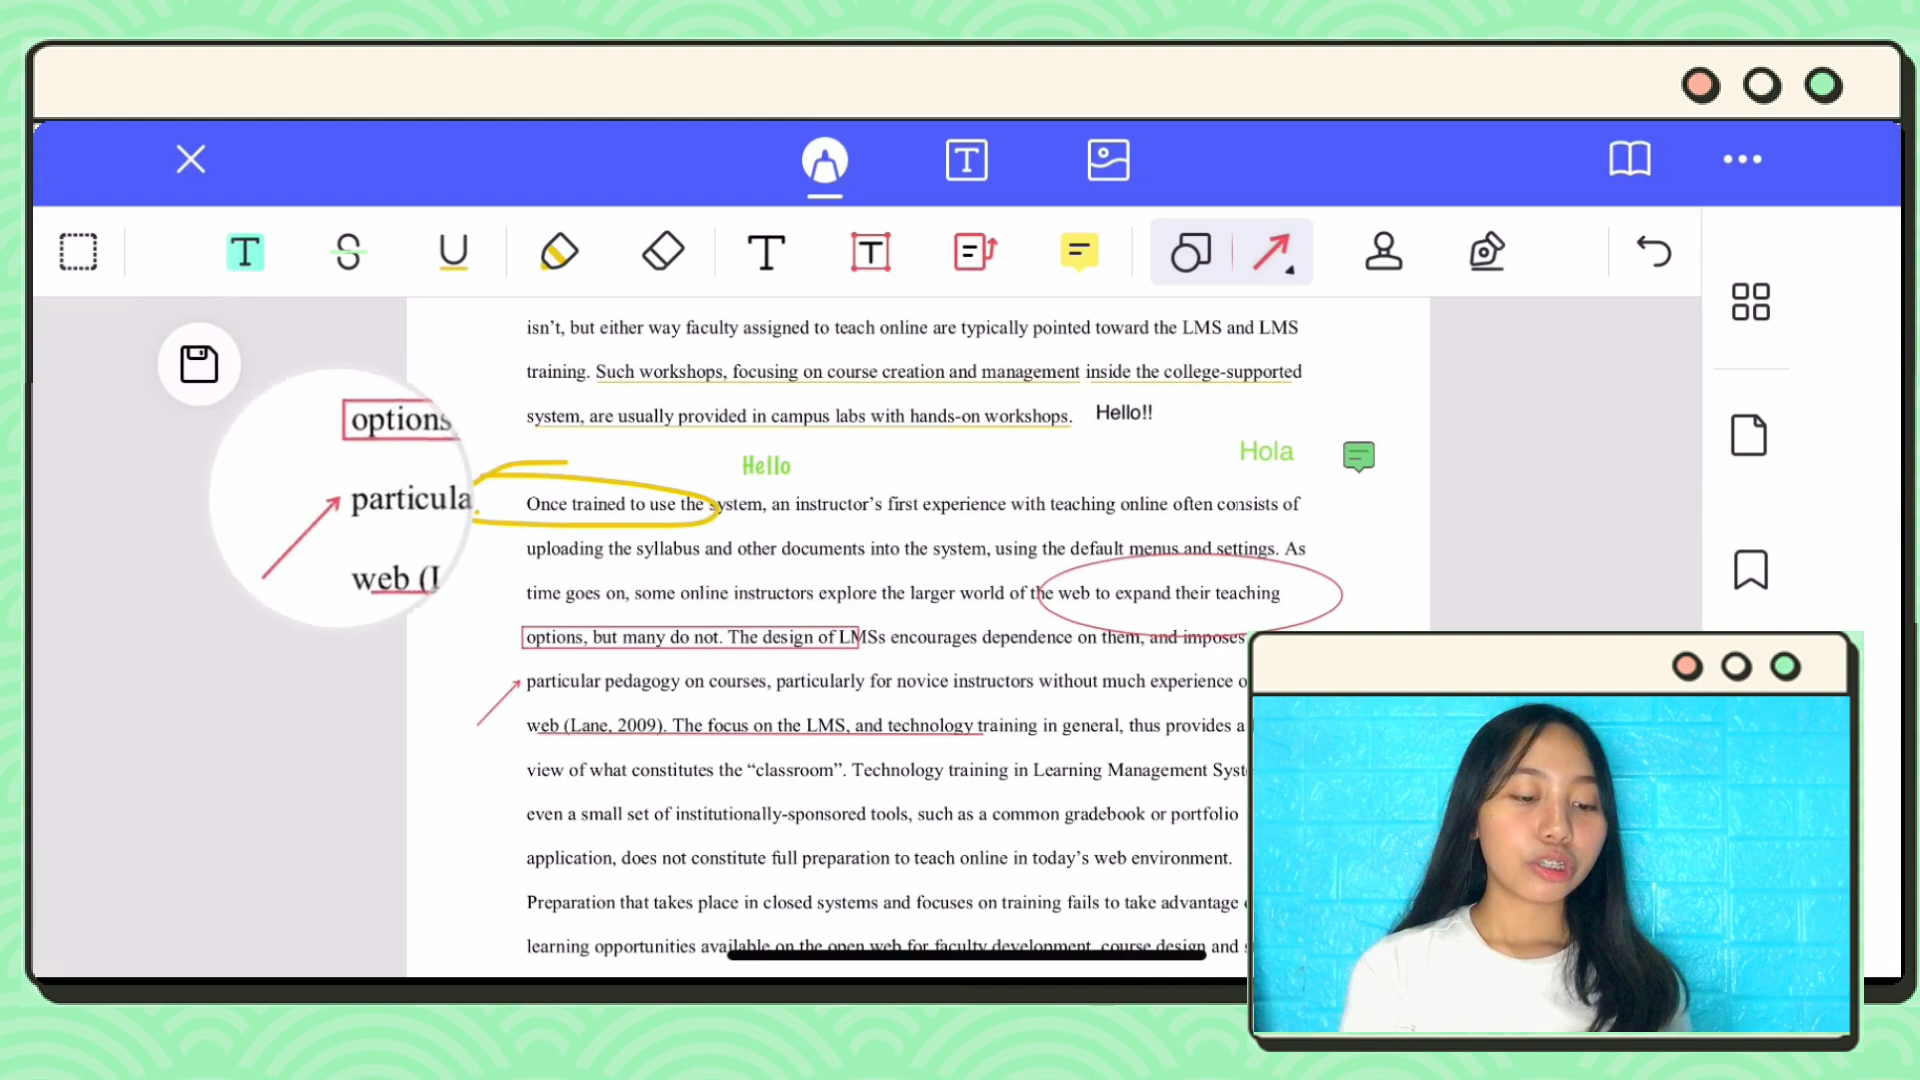 isn't, but either way faculty assigned to teach online are typically pointed toward the LMS and LMS
training. Such workshops, focusing on course creation and management inside the college-supported
system, are usually provided in campus labs with hands-on workshops. Hello!!
Hello
Hola
Once trained to use the system, an instructor's first experience with teaching online often consists of
uploading the syllabus and other documents into the system, using the default menus and settings. As
time goes on, some online instructors explore the larger world of the web to expand their teaching
options, but many do not. The design of LMSs encourages dependence on them, and imposes
particular pedagogy on courses, particularly for novice instructors without much experience
web (Lane, 2009). The focus on the LMS, and technology training in general, thus provides a
view of what constitutes the “classroom”. Technology training in Learning Management Syst
even a small set of institutionally-sponsored tools, such as a common gradebook or portfolio
application, does not constitute full preparation to teach online in today's web environment.
Preparation that takes place in closed systems and focuses on training fails to take advantage
learning opportunities available on the open web for faculty development, course design and
options
particula
web (